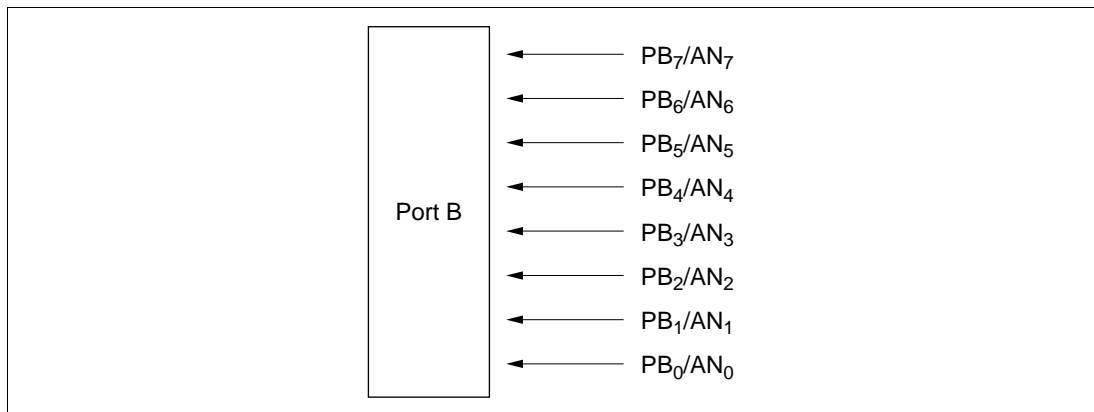 PB₇/AN₇
PB₆/AN₆
PB₅/AN₅
PB₄/AN₄
Port B
PB₃/AN₃
PB₂/AN₂
PB₁/AN₁
PB₀/AN₀